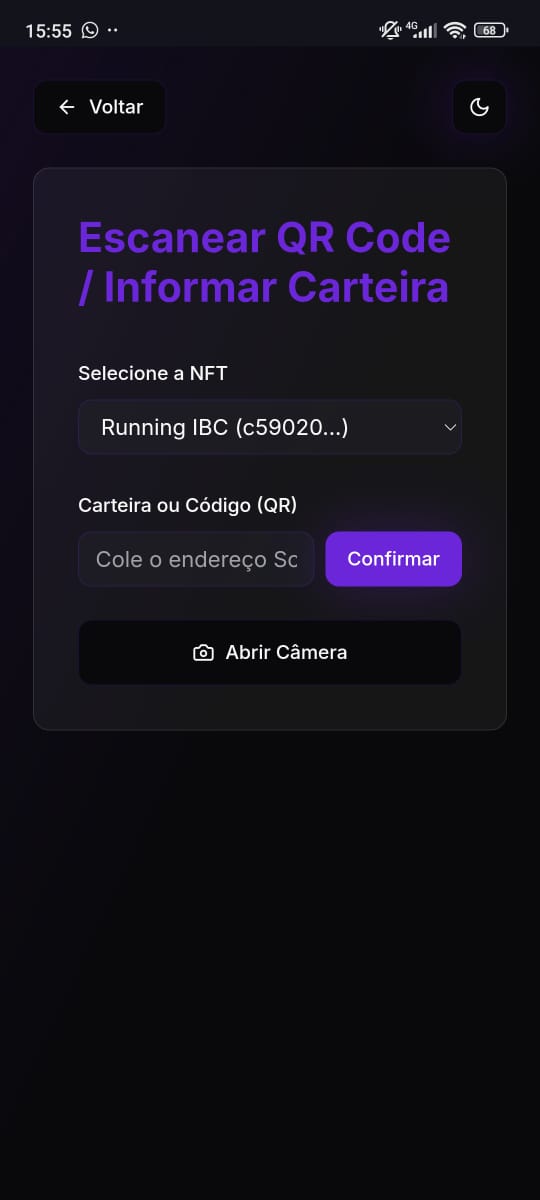 15:55
4G
68
Voltar
Escanear QR Code
/ Informar Carteira
Selecione a NFT
Running IBC (c59020...)
Carteira ou Código (QR)
Cole o endereço Sc
Confirmar
Abrir Câmera